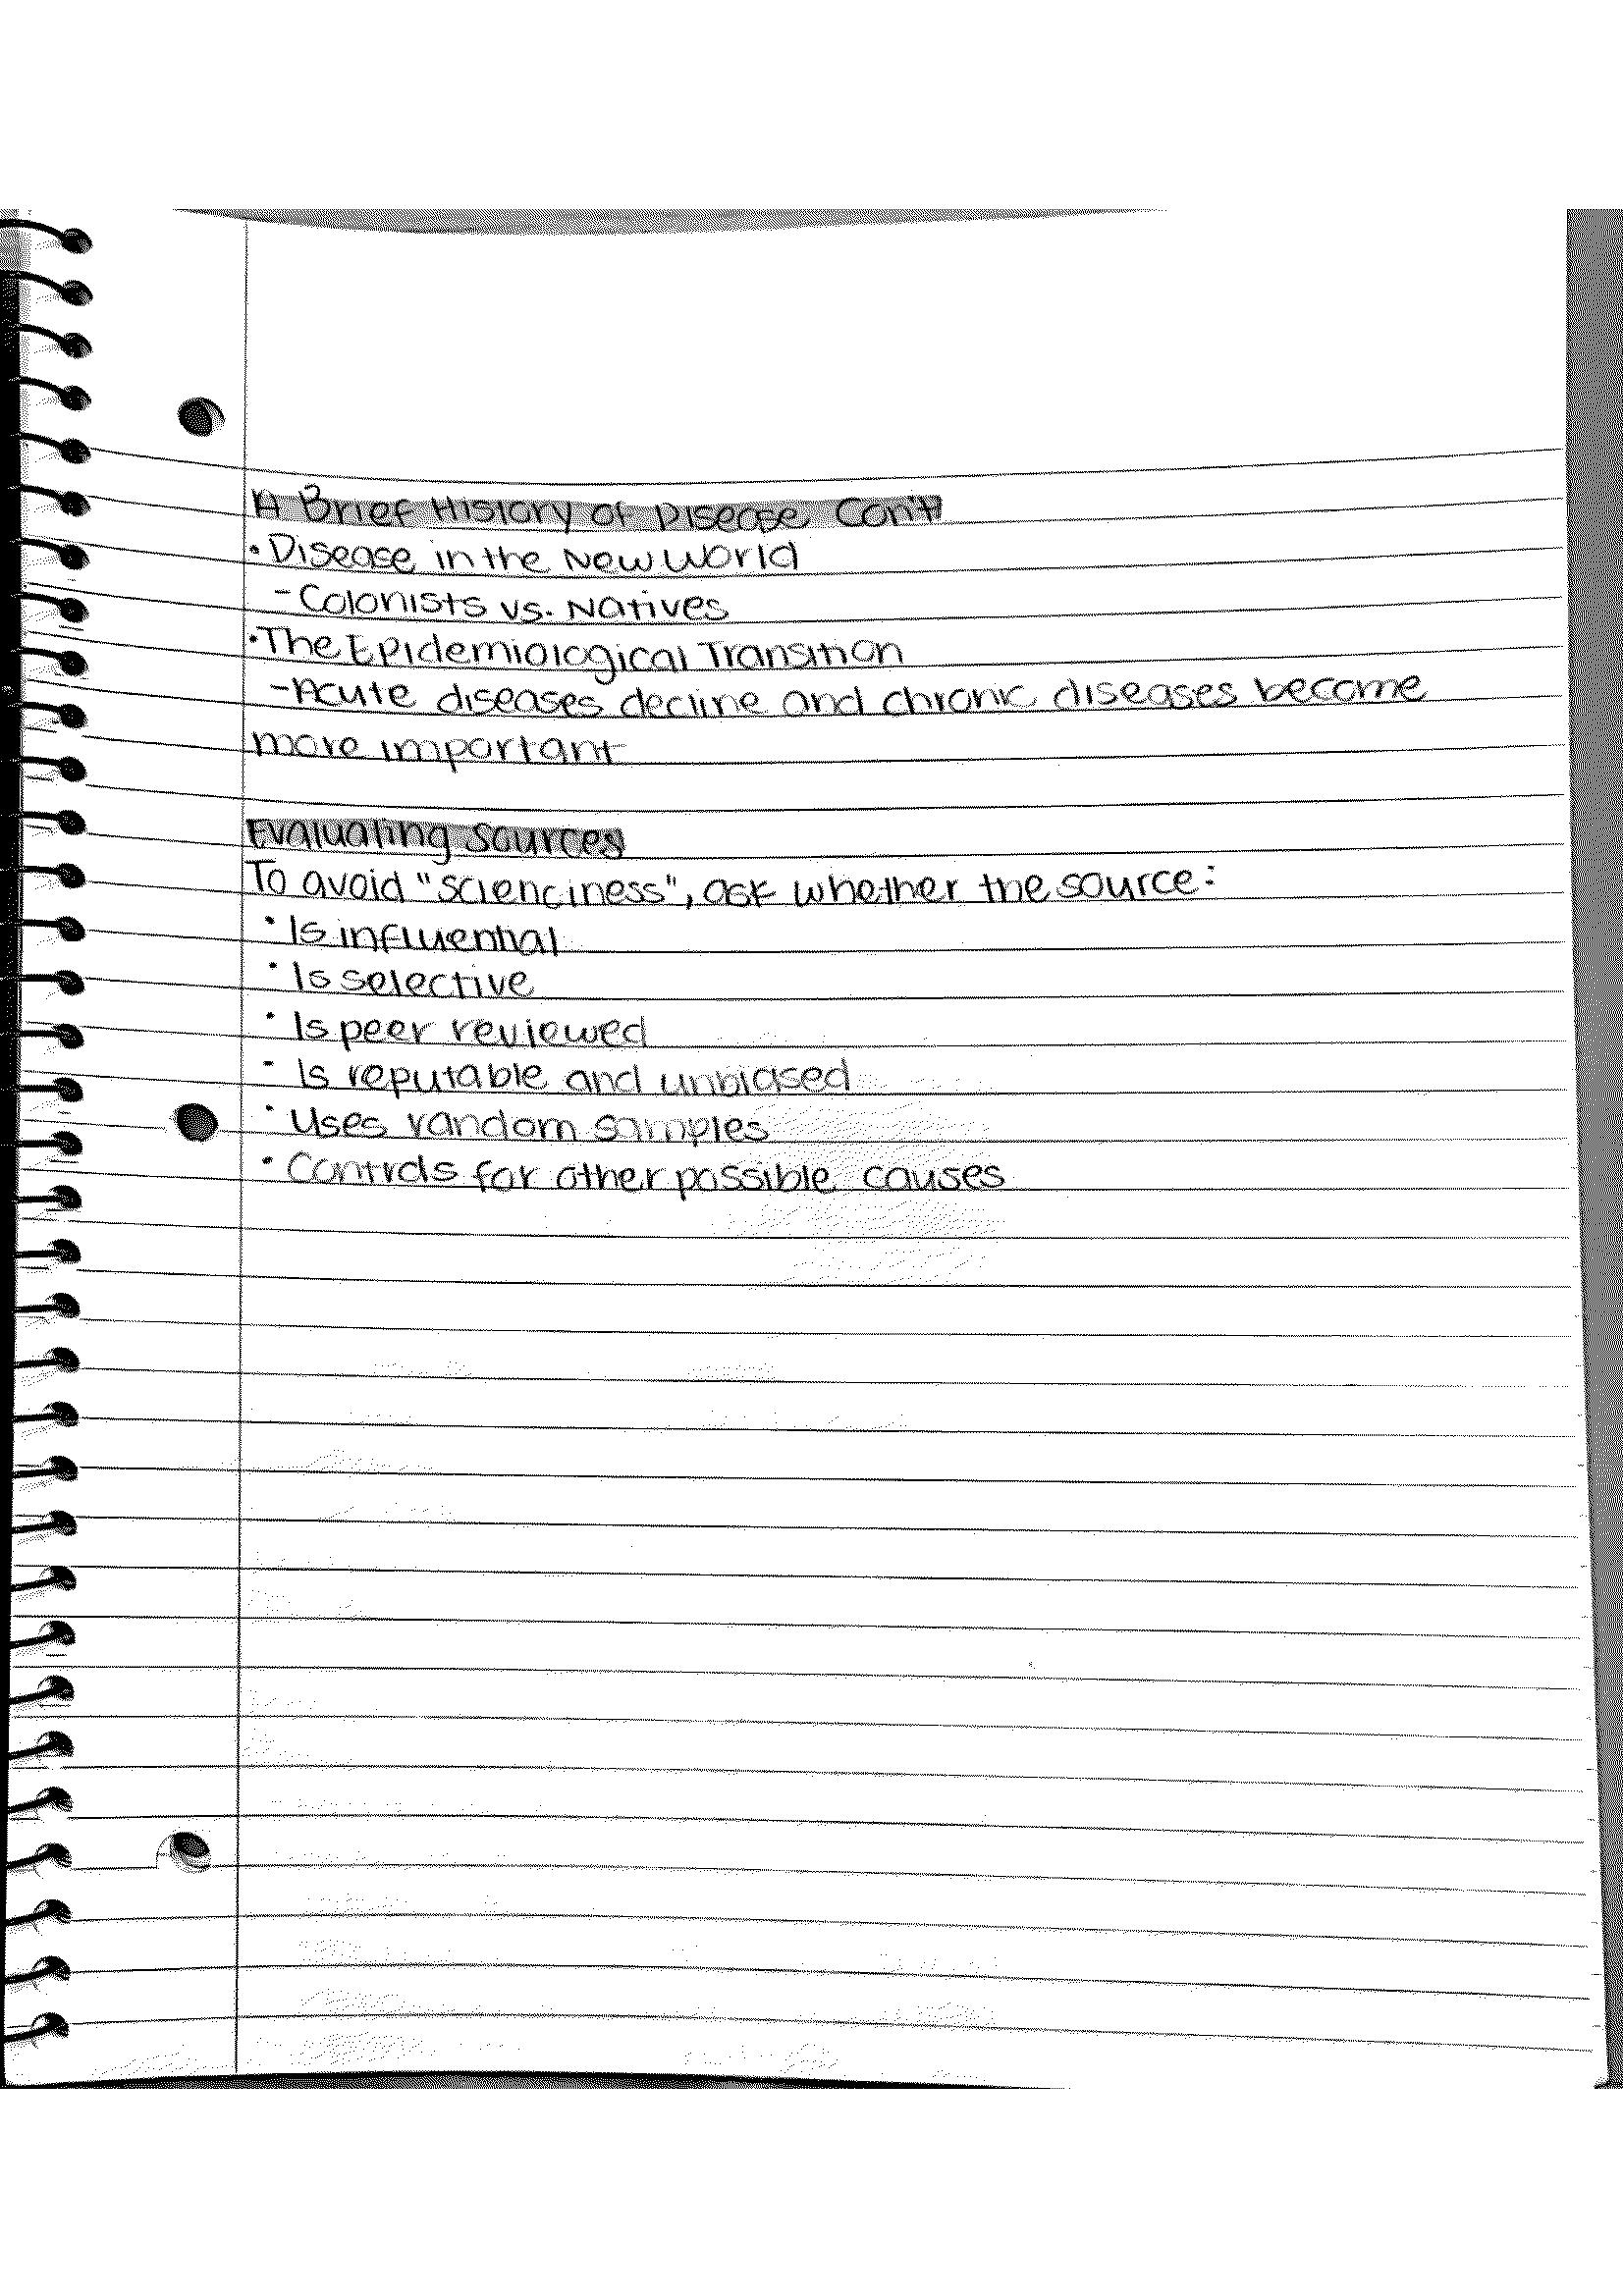 A Brief History of Disease Con't
• Disease in the New World
- Colonists vs. Natives
• The Epidemiological Transition
- Acute diseases decline and chronic diseases become
more important
Evaluating Sources
To avoid "scienciness", ask whether the source:
• Is influential
• Is selective
• Is peer reviewed
• Is reputable and unbiased
• Uses random samples
• Controls for other possible causes